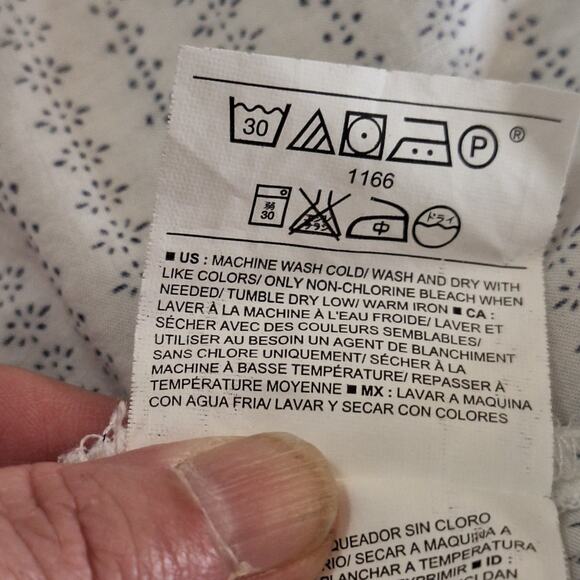 30
P ®
1166
30 中 ドライ
■ US : MACHINE WASH COLD/ WASH AND DRY WITH
LIKE COLORS/ ONLY NON-CHLORINE BLEACH WHEN
NEEDED/ TUMBLE DRY LOW/ WARM IRON ■ CA :
LAVER À LA MACHINE À L'EAU FROIDE/ LAVER ET
SÉCHER AVEC DES COULEURS SEMBLABLES/
UTILISER AU BESOIN UN AGENT DE BLANCHIMENT
SANS CHLORE UNIQUEMENT/ SÉCHER À LA
MACHINE À BASSE TEMPÉRATURE/ REPASSER À
TEMPÉRATURE MOYENNE ■ MX : LAVAR A MAQUINA
CON AGUA FRIA/ LAVAR Y SECAR CON COLORES
SIN CLORO
SECAR A MAQUINA A
PLANCHAR A TEMPERATURA
■ ID :